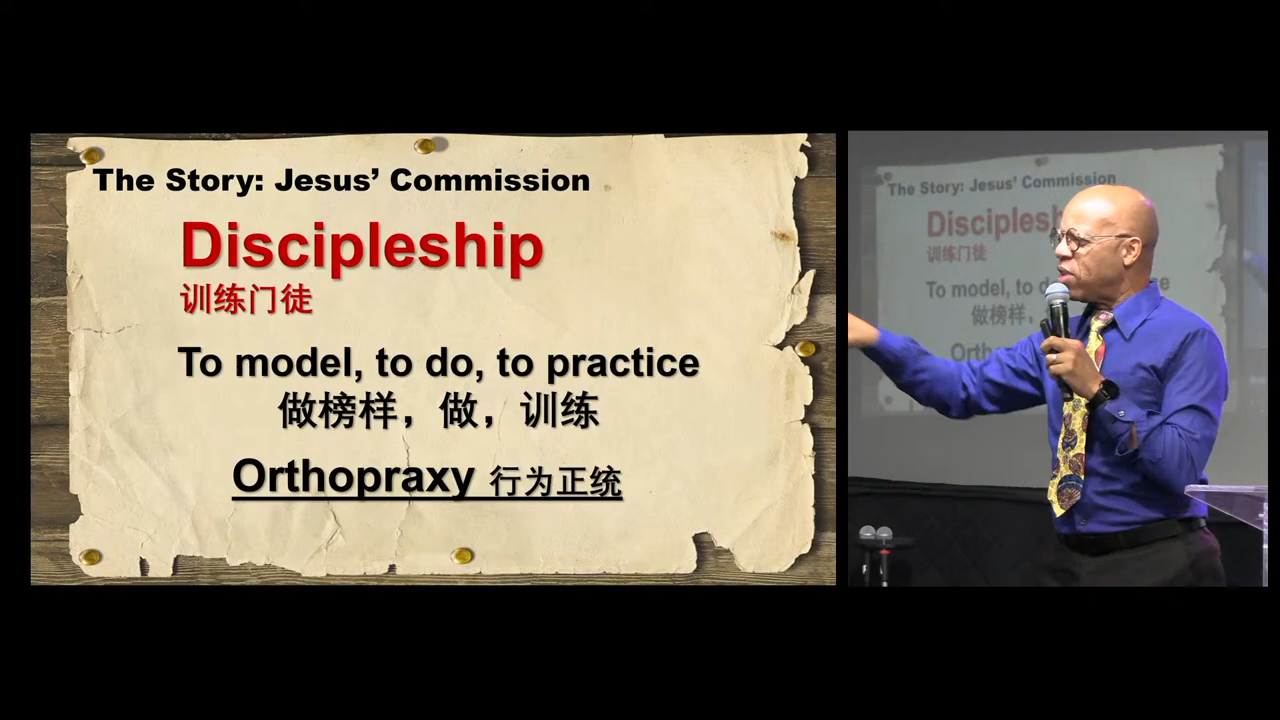 The Story: Jesus’ Commission
Discipleship
训练门徒
To model, to do, to practice
做榜样，做，训练
Orthopraxy 行为正统
The Story: Jesus’ Commission
Disciplesh
训练门徒
To model, to d
做榜样，
Ortho